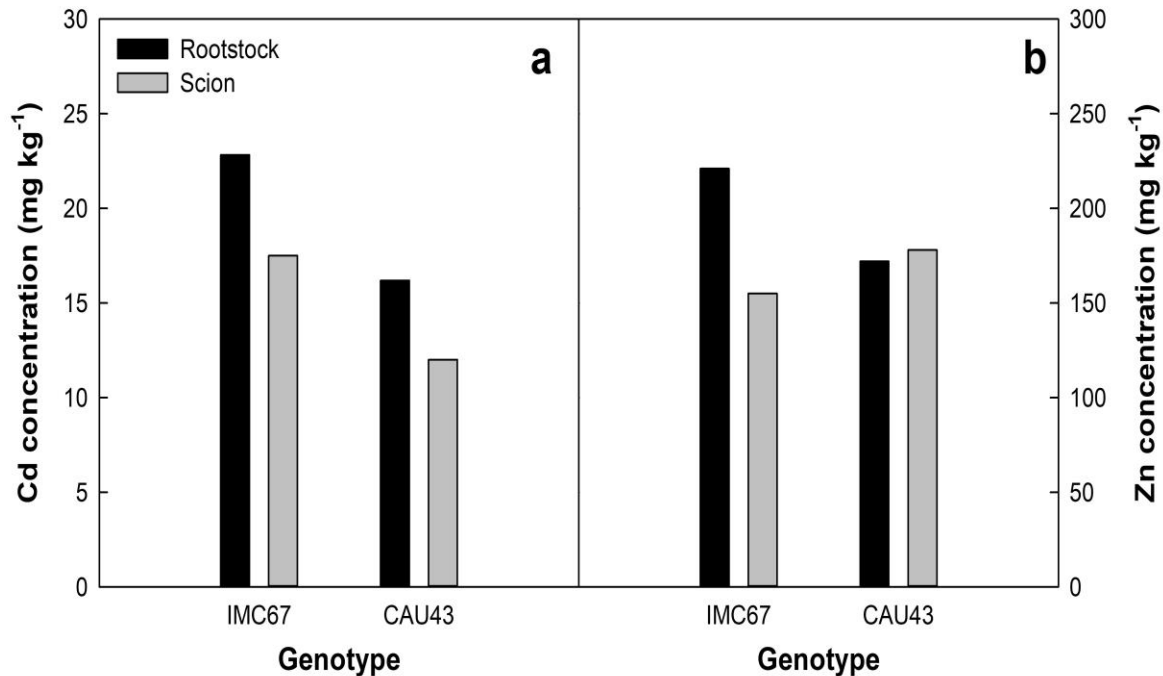 Cd concentration (mg kg⁻¹)
30
25
20
15
10
5
0
Rootstock
Scion
a
IMC67 CAU43
Genotype
b
IMC67 CAU43
Genotype
300
250
200
150
100
50
0
Zn concentration (mg kg⁻¹)